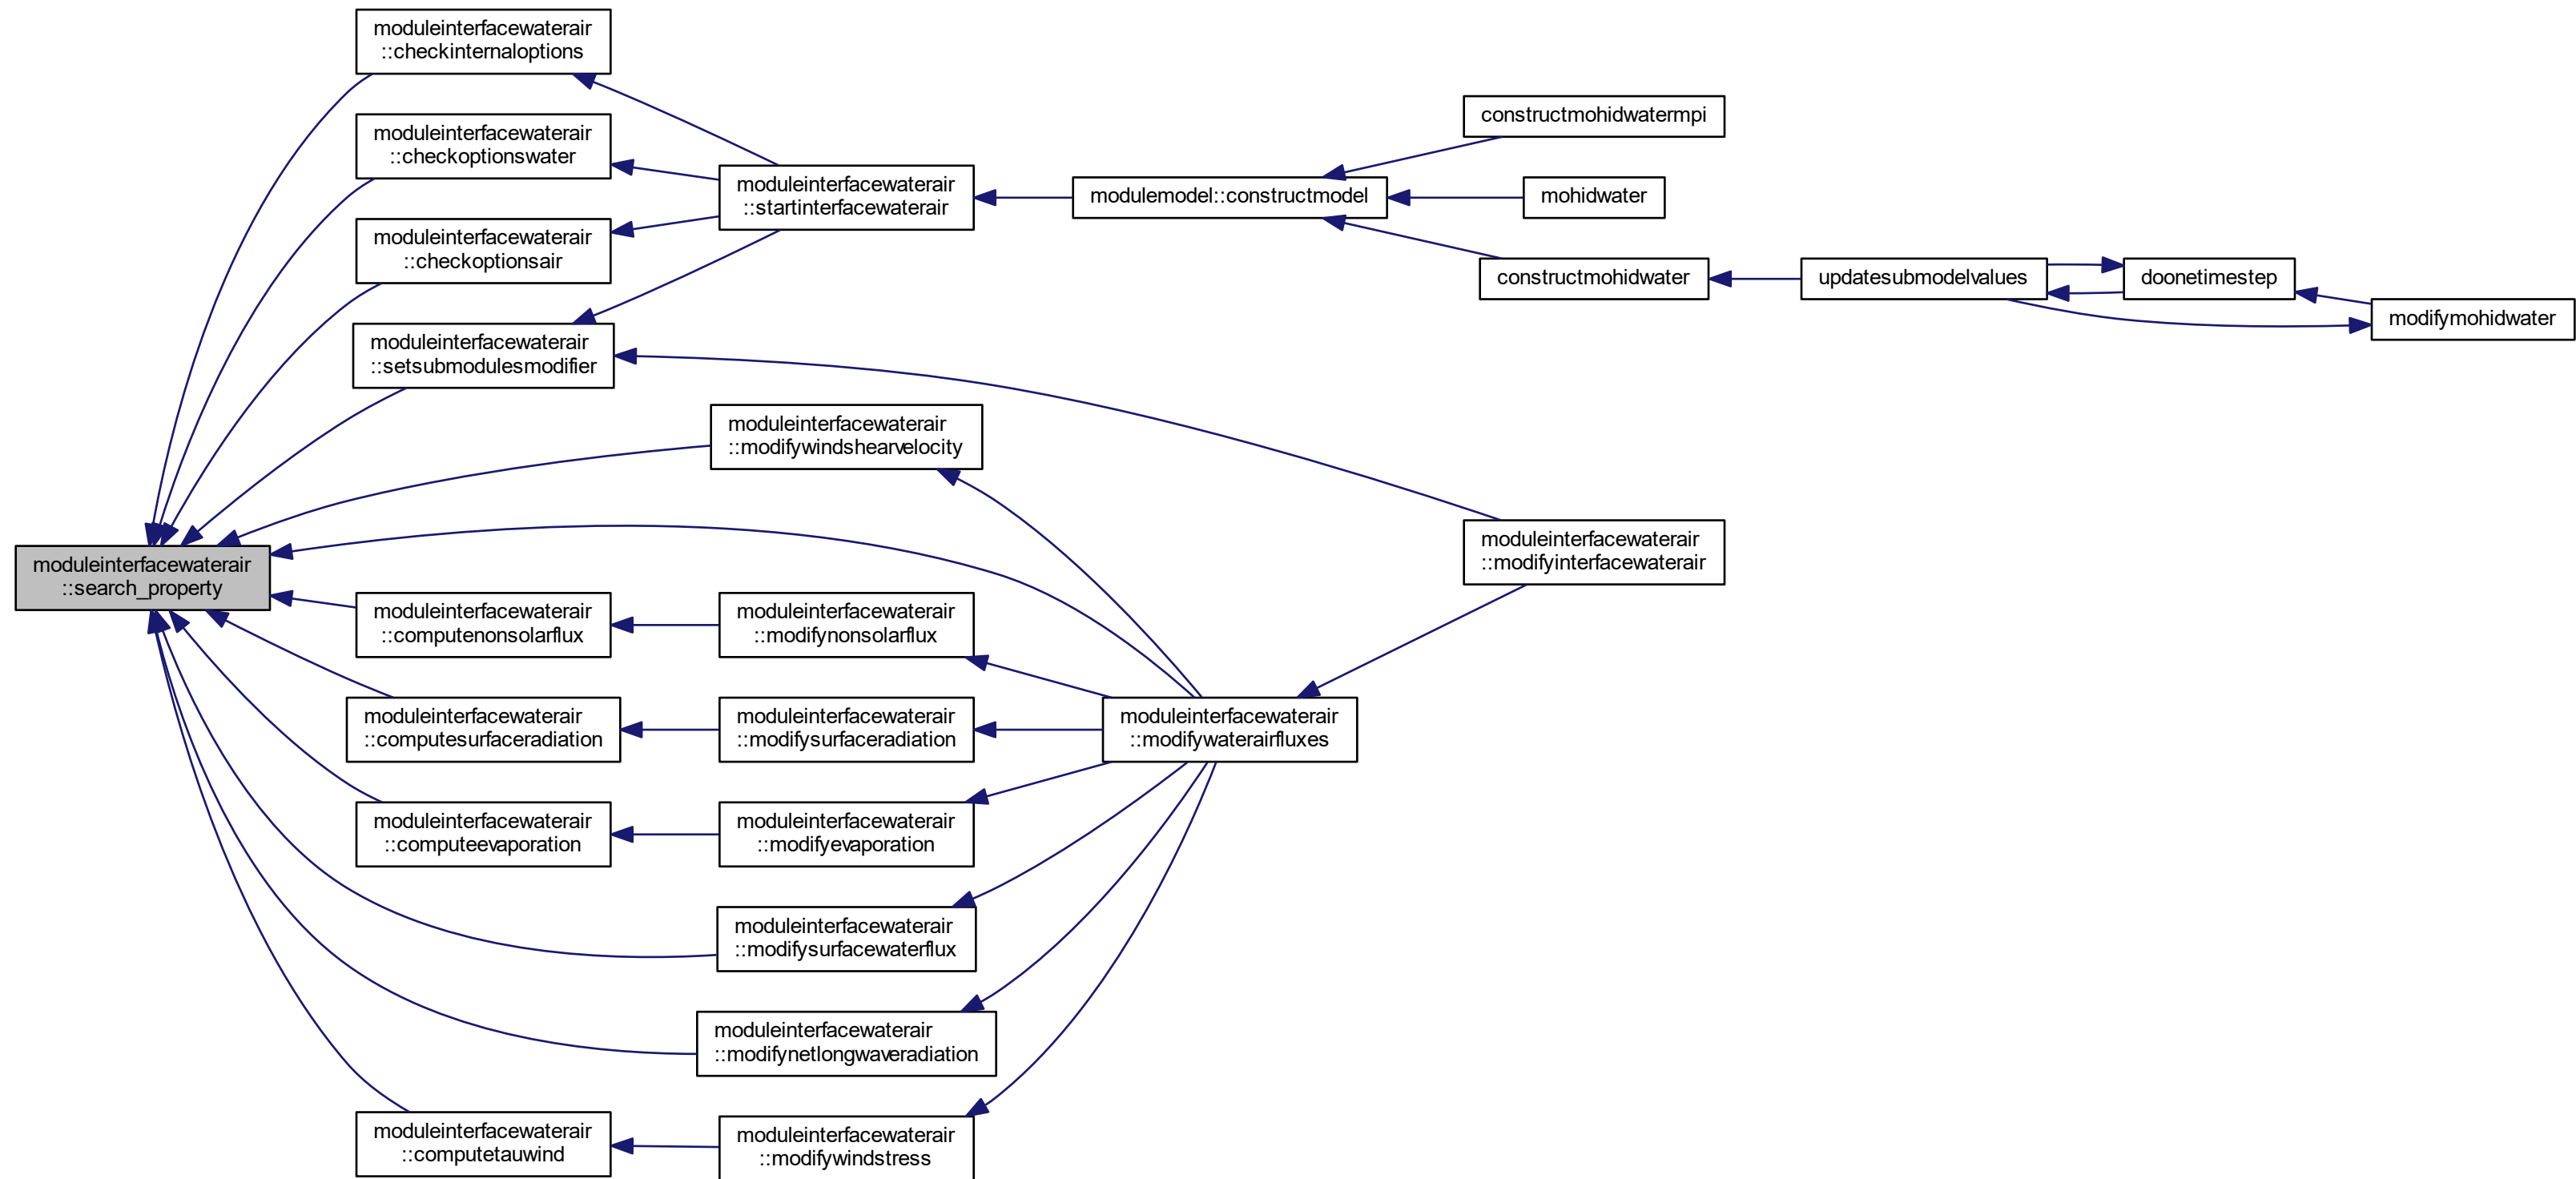 moduleinterfacewaterair
::checkinternaloptions
moduleinterfacewaterair
::checkoptionswater
moduleinterfacewaterair
::checkoptionsair
moduleinterfacewaterair
::setsubmodulesmodifier
moduleinterfacewaterair
::startinterfacewaterair
modulemodel::constructmodel
constructmohidwatermpi
mohidwater
constructmohidwater
updatesubmodelvalues
doonetimestep
modifymohidwater
moduleinterfacewaterair
::modifywindshearvelocity
moduleinterfacewaterair
::search_property
moduleinterfacewaterair
::modifyinterfacewaterair
moduleinterfacewaterair
::computenonsolarflux
moduleinterfacewaterair
::modifynonsolarflux
moduleinterfacewaterair
::computesurfaceradiation
moduleinterfacewaterair
::modifysurfaceradiation
moduleinterfacewaterair
::modifywaterairfluxes
moduleinterfacewaterair
::computeevaporation
moduleinterfacewaterair
::modifyevaporation
moduleinterfacewaterair
::modifysurfacewaterflux
moduleinterfacewaterair
::modifynetlongwaveradiation
moduleinterfacewaterair
::computetauwind
moduleinterfacewaterair
::modifywindstress